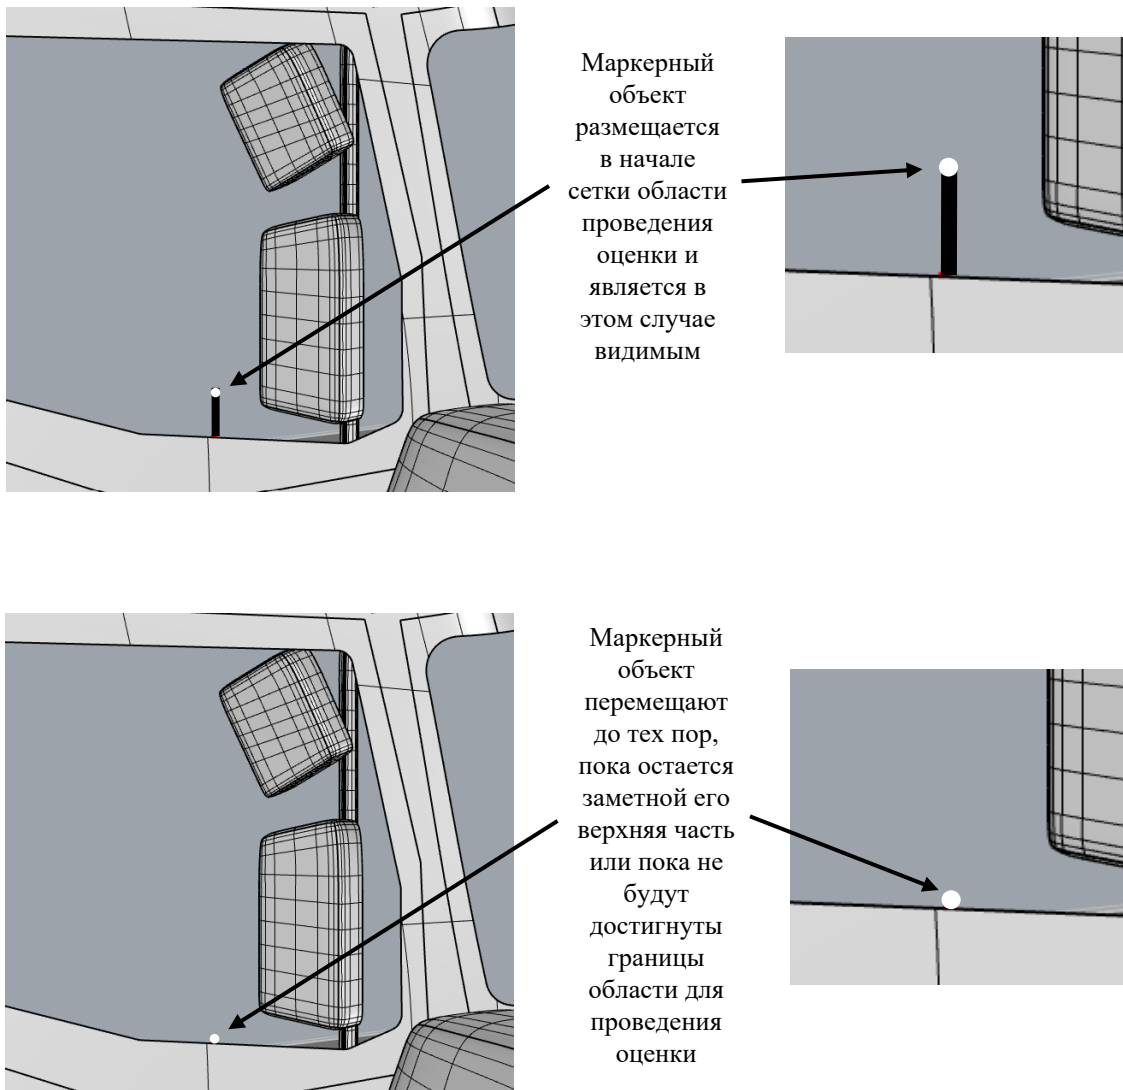 Маркерный
объект
размещается
в начале
сетки области
проведения
оценки и
является в
этом случае
видимым
Маркерный
объект
перемещают
до тех пор,
пока остается
заметной его
верхняя часть
или пока не
будут
достигнуты
границы
области для
проведения
оценки